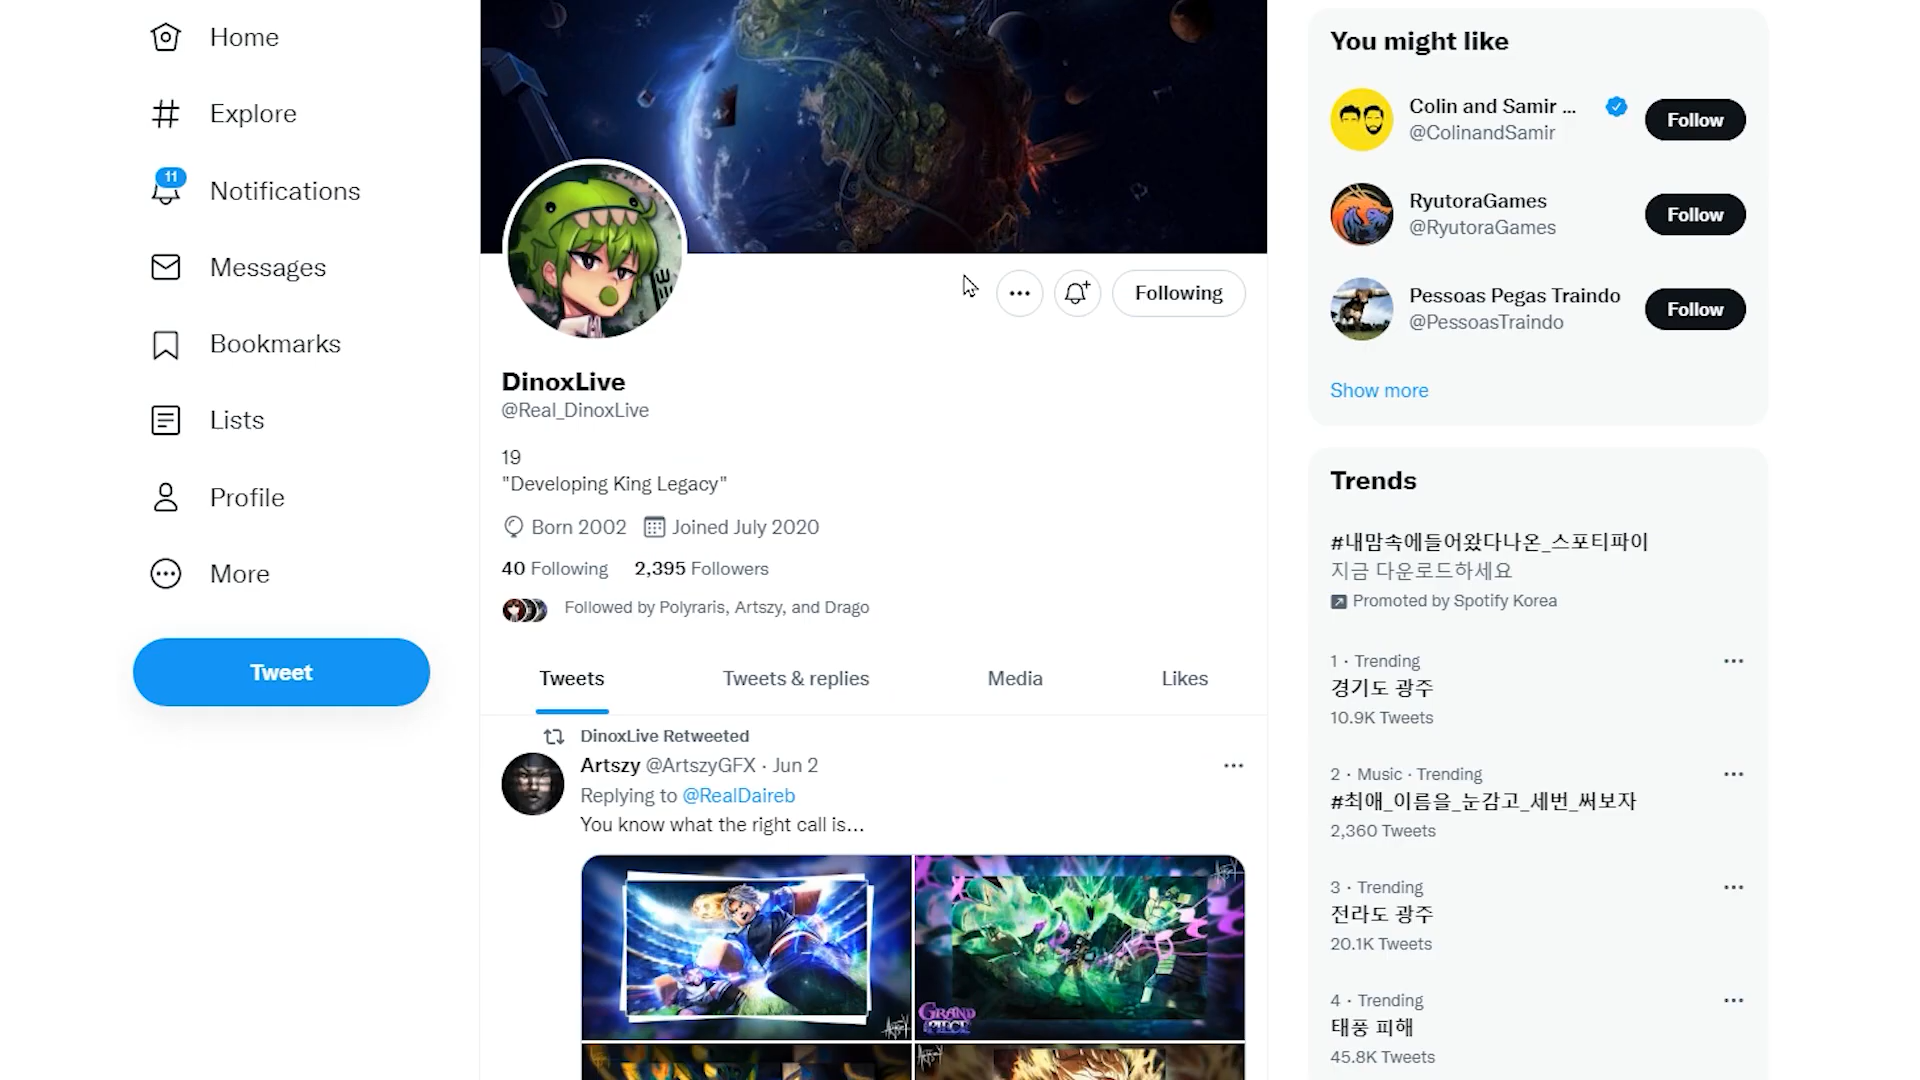 Home
Explore
11
Notifications
Messages
Bookmarks
Lists
Profile
More
Tweet
Following
DinoxLive
@Real_DinoxLive
19
"Developing King Legacy"
Born 2002 Joined July 2020
40 Following 2,395 Followers
Followed by Polyraris, Artszy, and Drago
Tweets Tweets & replies Media Likes
DinoxLive Retweeted
Artszy @ArtszyGFX · Jun 2
Replying to @RealDaireb
You know what the right call is...
GRAND
PIECE
You might like
Colin and Samir ...
@ColinandSamir
Follow
RyutoraGames
@RyutoraGames
Follow
Pessoas Pegas Traindo
@PessoasTraindo
Follow
Show more
Trends
#내맘속에들어왔다나온_스포티파이
지금 다운로드하세요
Promoted by Spotify Korea
1 · Trending
경기도 광주
10.9K Tweets
2 · Music · Trending
#최애_이름을_눈감고_세번_써보자
2,360 Tweets
3 · Trending
전라도 광주
20.1K Tweets
4 · Trending
태풍 피해
45.8K Tweets